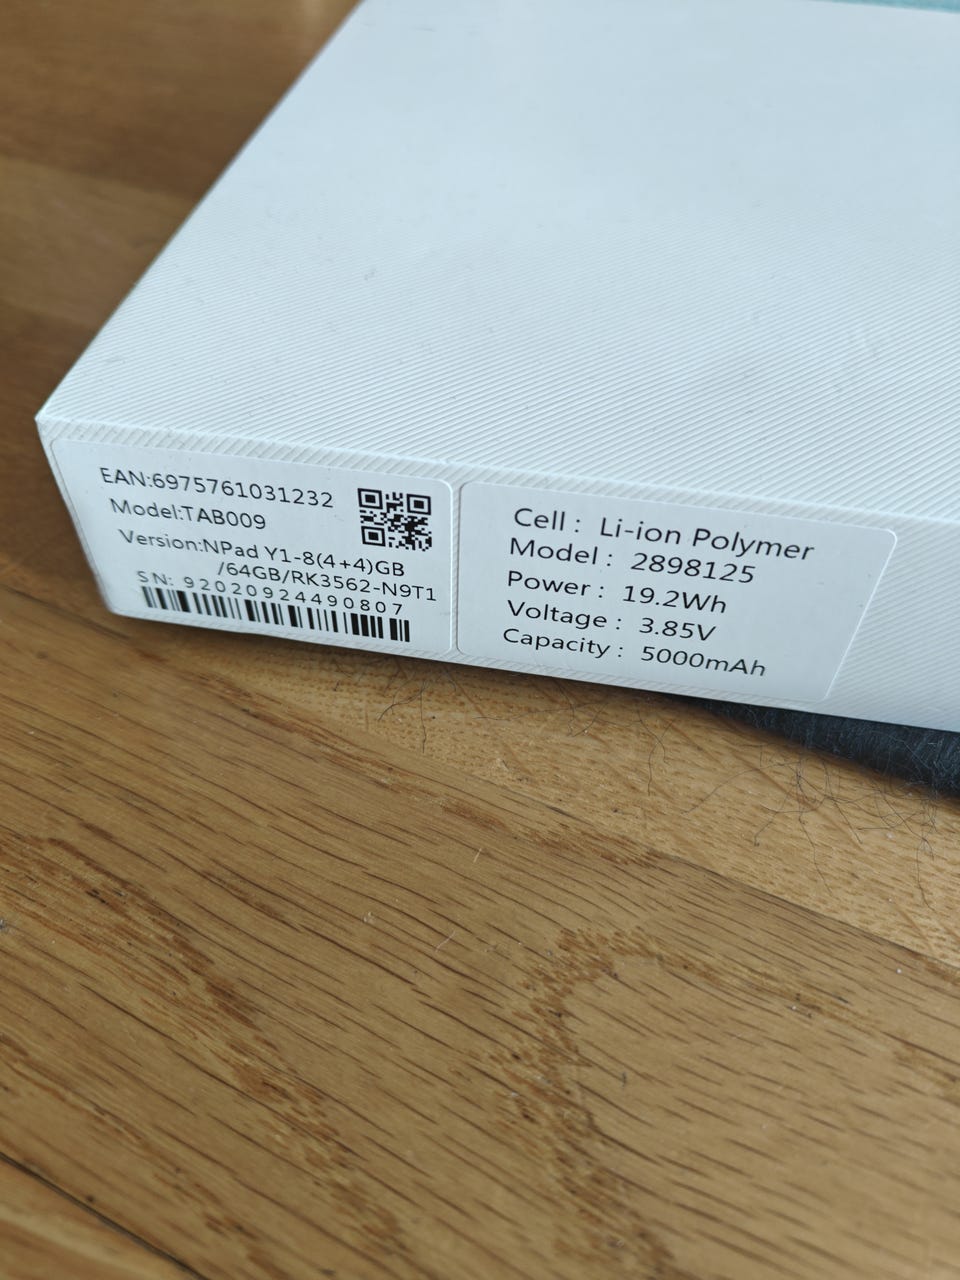 EAN:6975761031232
Model:TAB009
Version:NPad Y1-8(4+4)GB
/64GB/RK3562-N9T1
SN: 92020924490807
Cell : Li-ion Polymer
Model : 2898125
Power : 19.2Wh
Voltage : 3.85V
Capacity : 5000mAh